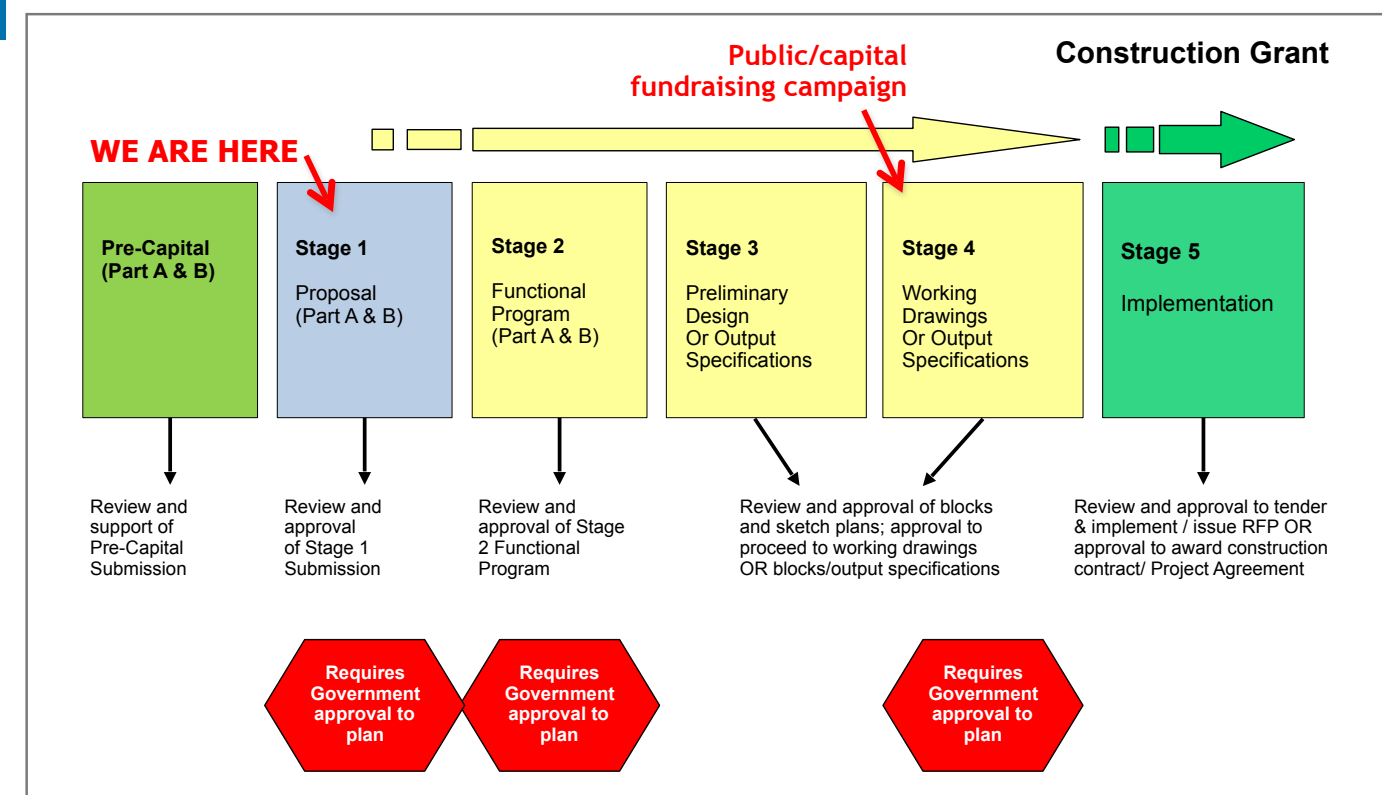 Public/capital
fundraising campaign
Construction Grant
WE ARE HERE
Pre-Capital
(Part A & B)
Stage 1
Proposal
(Part A & B)
Stage 2
Functional
Program
(Part A & B)
Stage 3
Preliminary
Design
Or Output
Specifications
Stage 4
Working
Drawings
Or Output
Specifications
Stage 5
Implementation
Review and
support of
Pre-Capital
Submission
Review and
approval
of Stage 1
Submission
Review and
approval of Stage
2 Functional
Program
Review and approval of blocks
and sketch plans; approval to
proceed to working drawings
OR blocks/output specifications
Review and approval to tender
& implement / issue RFP OR
approval to award construction
contract/ Project Agreement
Requires
Government
approval to
plan
Requires
Government
approval to
plan
Requires
Government
approval to
plan